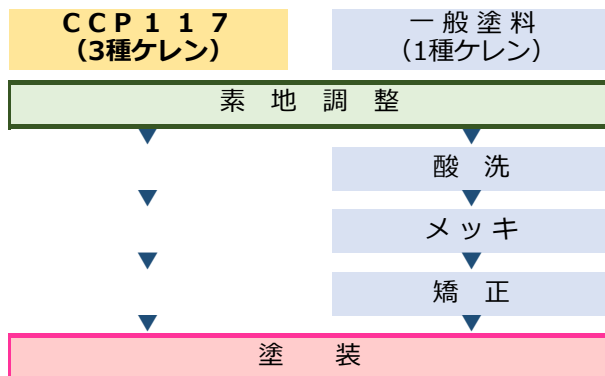 CCP117
(3種ケレン)
一般塗料
(1種ケレン)
素地調整
酸洗
メッキ
矯正
塗装